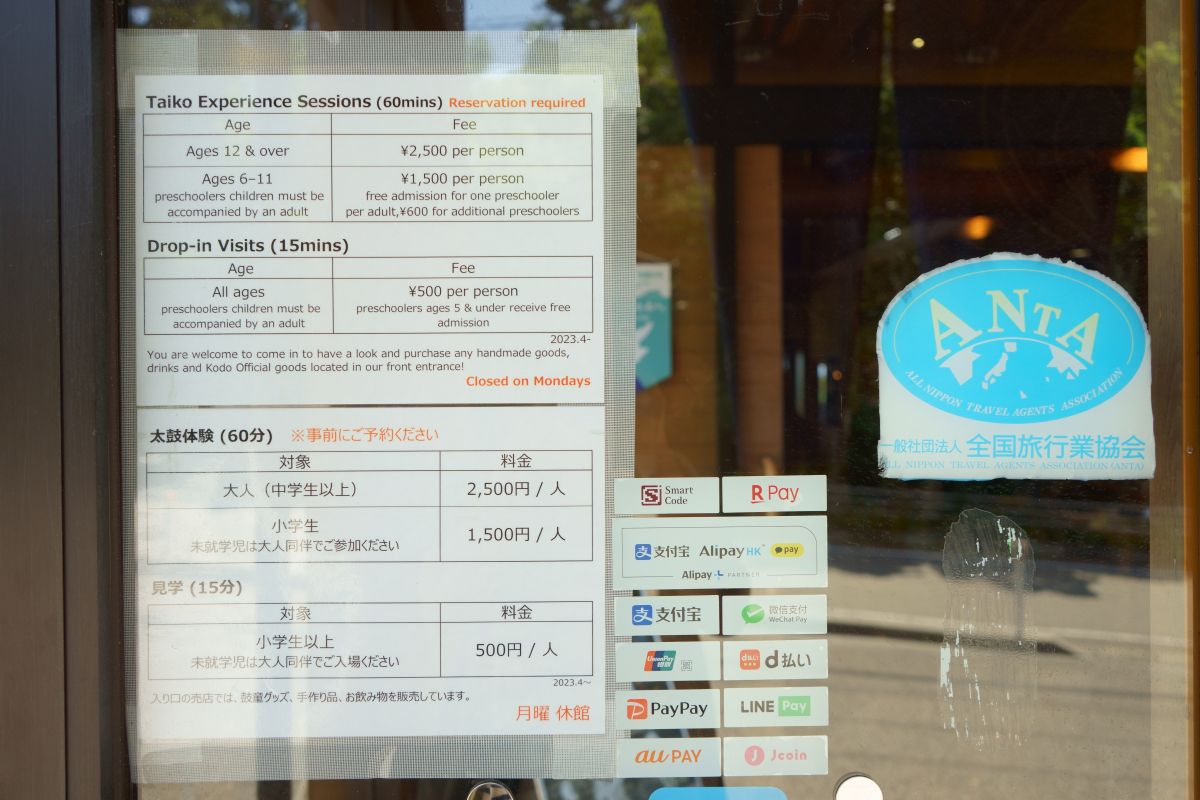 Taiko Experience Sessions (60mins) Reservation required
Age Fee
Ages 12 & over ¥2,500 per person
Ages 6–11 ¥1,500 per person
preschoolers children must be free admission for one preschooler
accompanied by an adult per adult,¥600 for additional preschoolers
Drop-in Visits (15mins)
Age Fee
All ages ¥500 per person
preschoolers children must be preschoolers ages 5 & under receive free
accompanied by an adult admission
2023.4-
You are welcome to come in to have a look and purchase any handmade goods,
drinks and Kodo Official goods located in our front entrance!
Closed on Mondays
太鼓体験 (60分) ※事前にご予約ください
対象 料金
大人（中学生以上） 2,500円 / 人
小学生 1,500円 / 人
未就学児は大人同伴でご参加ください
見学 (15分)
対象 料金
小学生以上 500円 / 人
未就学児は大人同伴でご入場ください
2023.4～
入り口の売店では、鼓童グッズ、手作り品、お飲み物を販売しています。
月曜 休館
Smart
Code
R Pay
支付宝 AlipayHK pay
Alipay+ PARTNER
支付宝
微信支付
WeChat Pay
UnionPay
银联
d払い d払い
PayPay
LINE Pay
au PAY
J Jcoin
ANTA
ALL NIPPON TRAVEL AGENTS ASSOCIATION
一般社団法人 全国旅行業協会
ALL NIPPON TRAVEL AGENTS ASSOCIATION (ANTA)